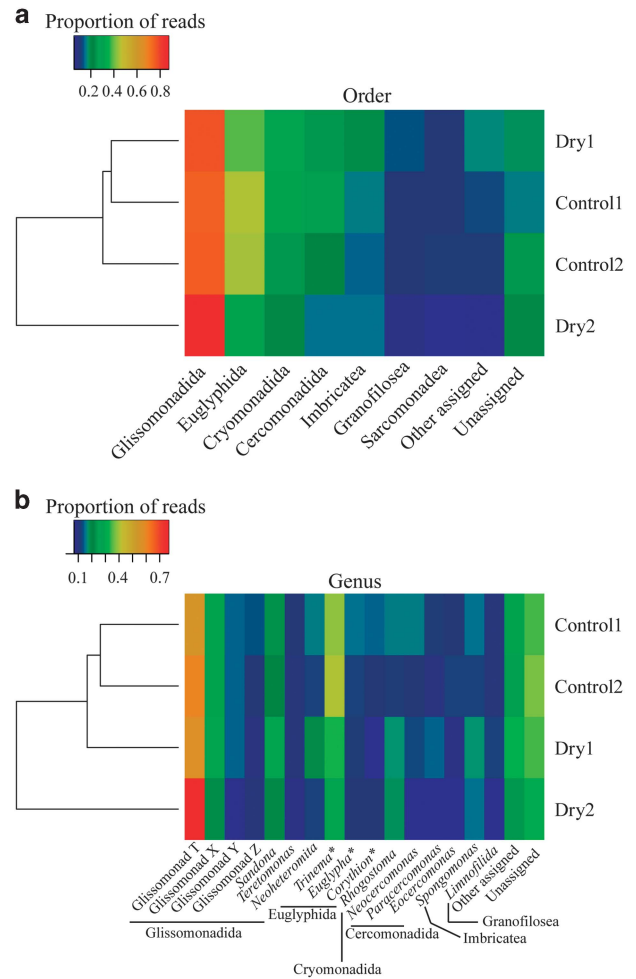 a
Proportion of reads
0.2 0.4 0.6 0.8
Order
Dry1
Control1
Control2
Dry2
Glissomonadida
Euglyphida
Cryomonadida
Cercomonadida
Imbricatea
Granofilosea
Sarcomonadea
Other assigned
Unassigned
b
Proportion of reads
0.1 0.4 0.7
Genus
Control1
Control2
Dry1
Dry2
Glissomonad T
Glissomonad X
Glissomonad Y
Glissomonad Z
Sandona
Teretomonas
Neoheteromita
Trinema*
Euglypha*
Corythion*
Rhogostoma
Neocercomonas
Paracercomonas
Eocercomonas
Spongomonas
Limnofilida
Other assigned
Unassigned
Glissomonadida
Euglyphida
Cryomonadida
Cercomonadida
Imbricatea
Granofilosea